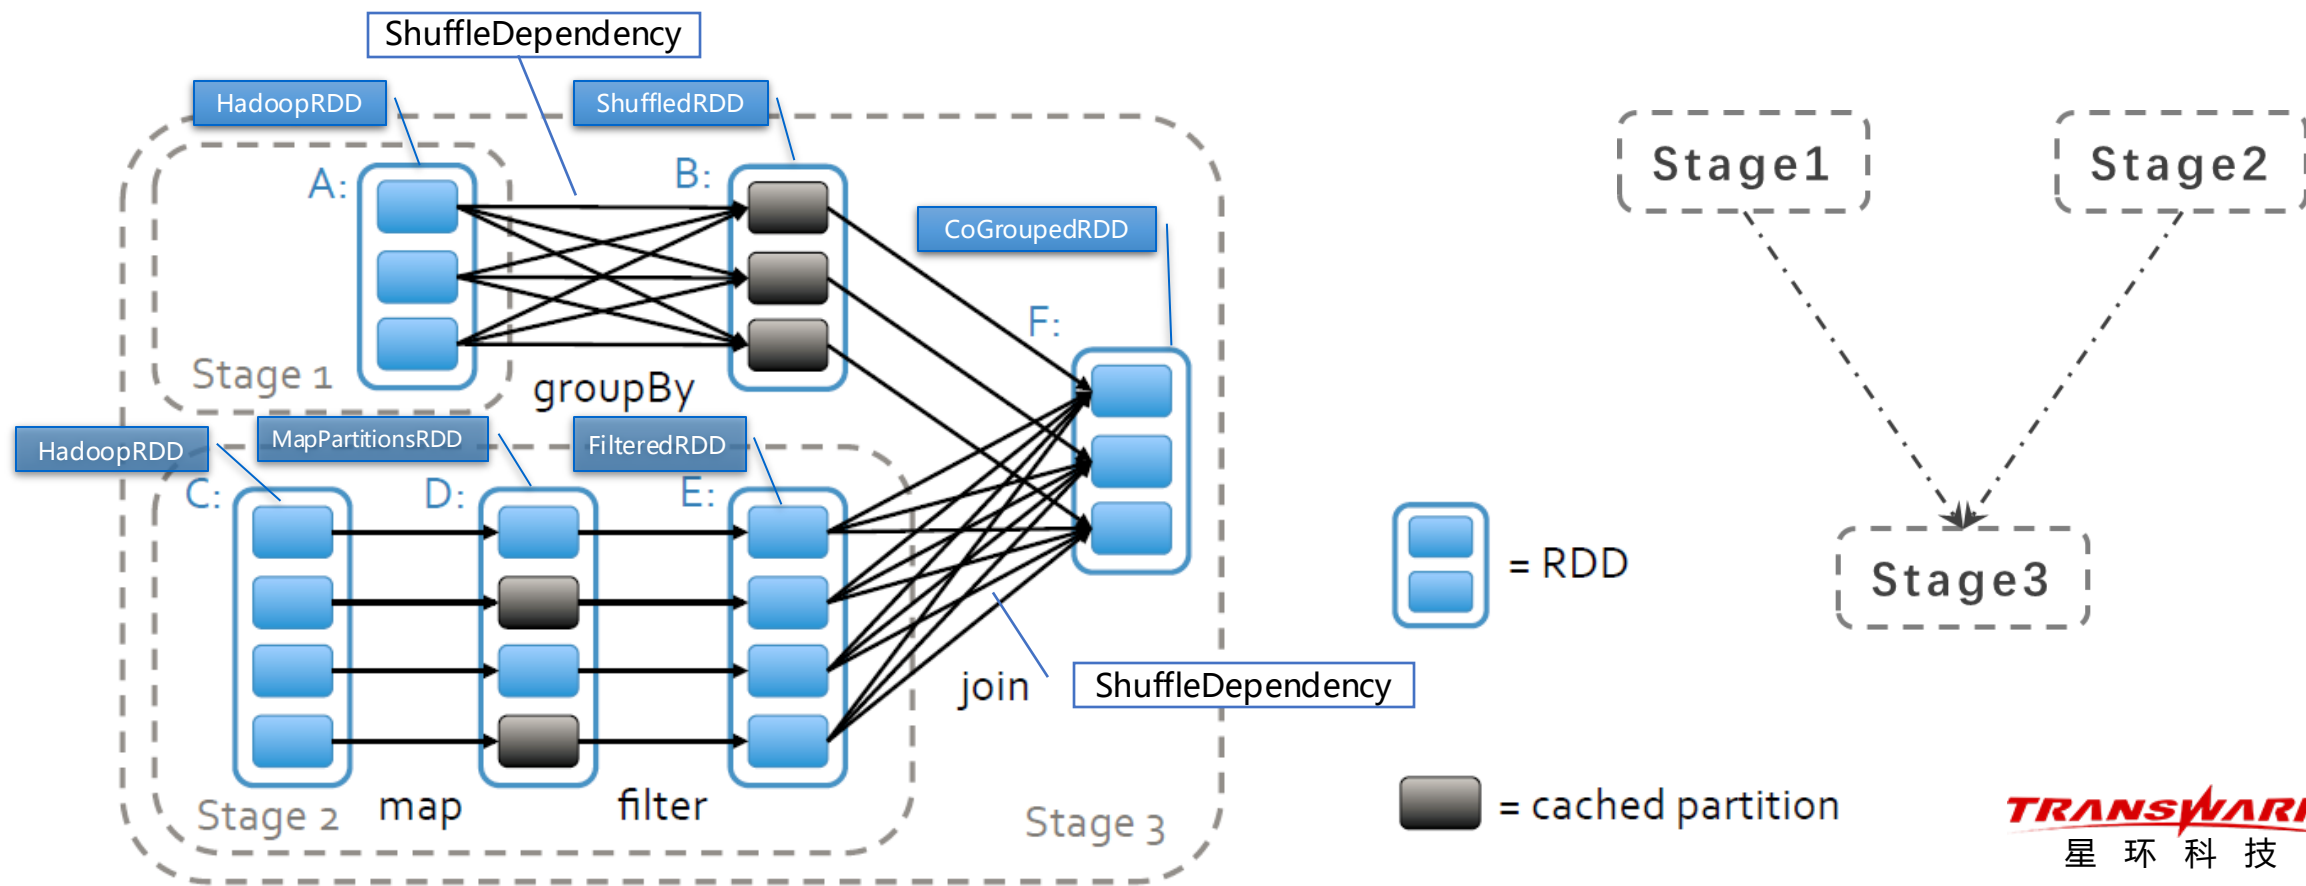 ShuffleDependency
HadoopRDD
ShuffledRDD
A:
B:
CoGroupedRDD
F:
Stage 1
groupBy
HadoopRDD
MapPartitionsRDD
FilteredRDD
C:
D:
E:
join
ShuffleDependency
Stage 2
map
filter
Stage 3
Stage1
Stage2
Stage3
= RDD
= cached partition
TRANSWAR
星环科技